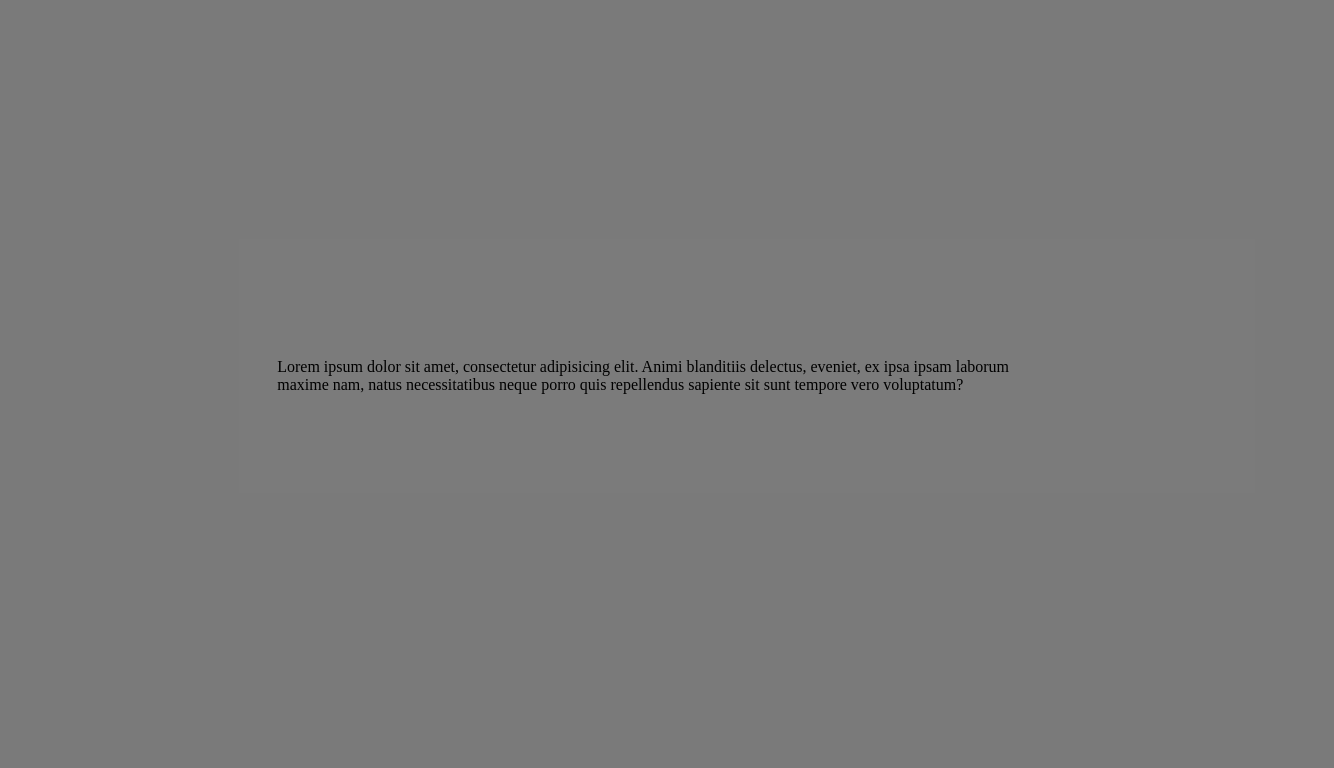 Lorem ipsum dolor sit amet, consectetur adipisicing elit. Animi blanditiis delectus, eveniet, ex ipsa ipsam laborum
maxime nam, natus necessitatibus neque porro quis repellendus sapiente sit sunt tempore vero voluptatum?